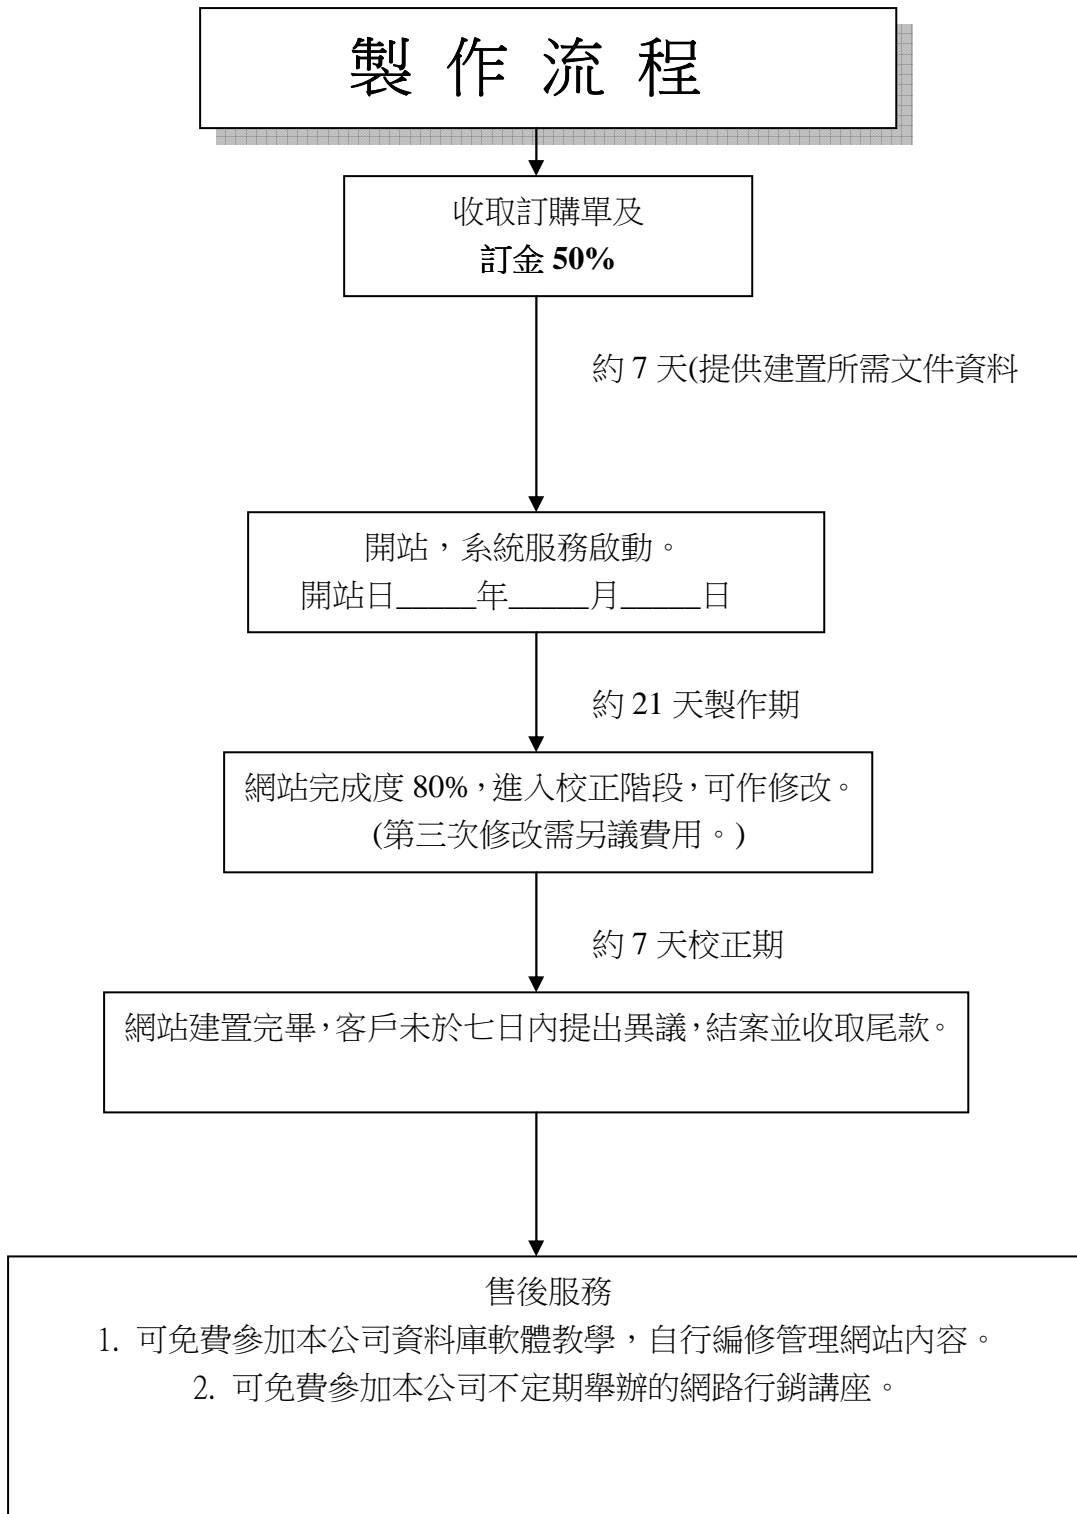 製 作 流 程
收取訂購單及
訂金 50%
約 7 天(提供建置所需文件資料
開站，系統服務啟動。
開站日_____年_____月_____日
約 21 天製作期
網站完成度 80%，進入校正階段，可作修改。
(第三次修改需另議費用。)
約 7 天校正期
網站建置完畢，客戶未於七日內提出異議，結案並收取尾款。
售後服務
1. 可免費參加本公司資料庫軟體教學，自行編修管理網站內容。
2. 可免費參加本公司不定期舉辦的網路行銷講座。